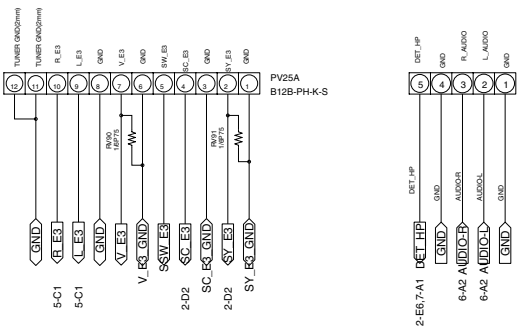 TUNER GND(2mm)
TUNER GND(2mm)
R_E3
L_E3
GND
V_E3
GND
SW_E3
SC_E3
GND
SY_E3
GND
12
11
10
9
8
7
6
5
4
3
2
1
PV25A
B12B-PH-K-S
RV90
1/6P75
RV91
1/6P75
GND
R_E3
L_E3
GND
V_E3
V_E3_GND
SSW_E3
SC_E3
SC_E3_GND
SY_E3
SY_E3_GND
5-C1
5-C1
2-D2
2-D2
DET_HP
GND
R_AUDIO
L_AUDIO
GND
5
4
3
2
1
DET_HP
GND
AUDIO-R
AUDIO-L
GND
DET_HP
GND
AUDIO-R
AUDIO-L
GND
2-E6,7-A1
6-A2
6-A2